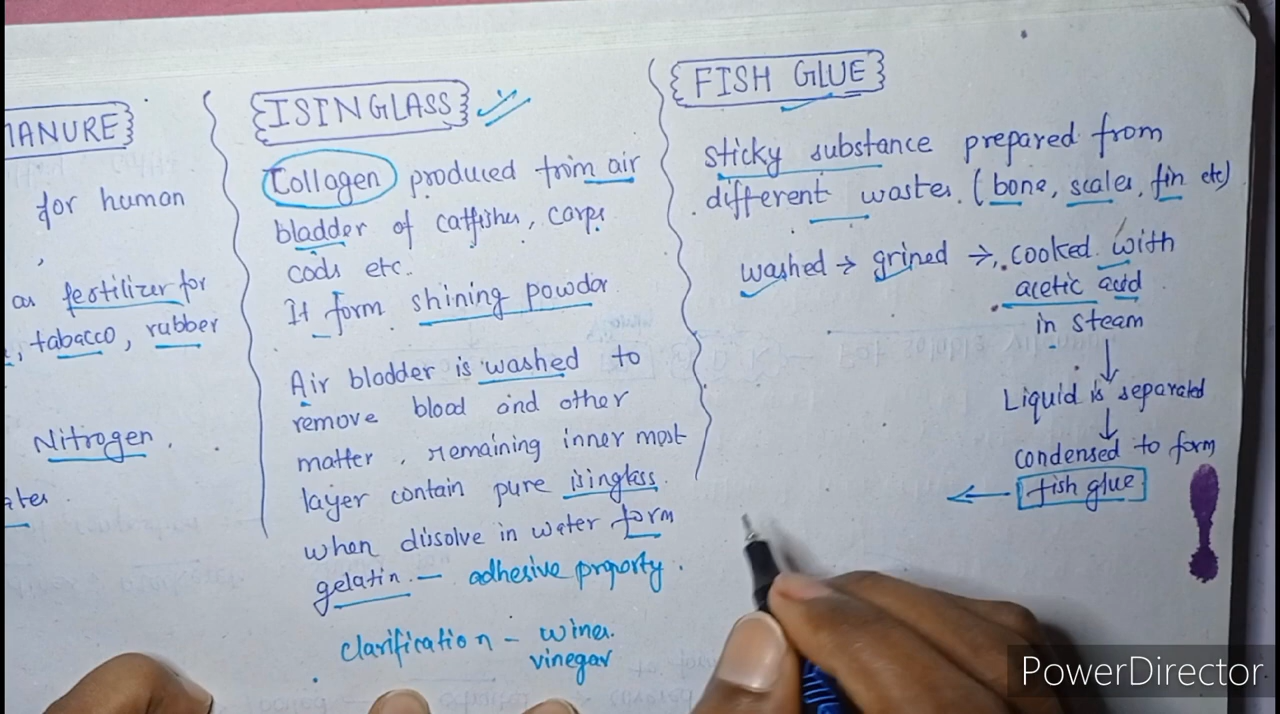 MANURE
for human
,
as fertilizer for
, tabacco, rubber
Nitrogen.
ISINGLASS
Collagen produced from air
bladder of catfishes, carps
cods etc.
It form shining powdor.
Air bladder is washed to
remove blood and other
matter, remaining inner most
layer contain pure isinglass.
when dissolve in water form
gelatin. — adhesive property.
clarification - wines.
vinegar
FISH GLUE
sticky substance prepared from
different wastes (bone, scales, fin etc)
washed → grined → cooked with
acetic acid
in steam
↓
Liquid is separated
↓
condensed to form
← fish glue
PowerDirector